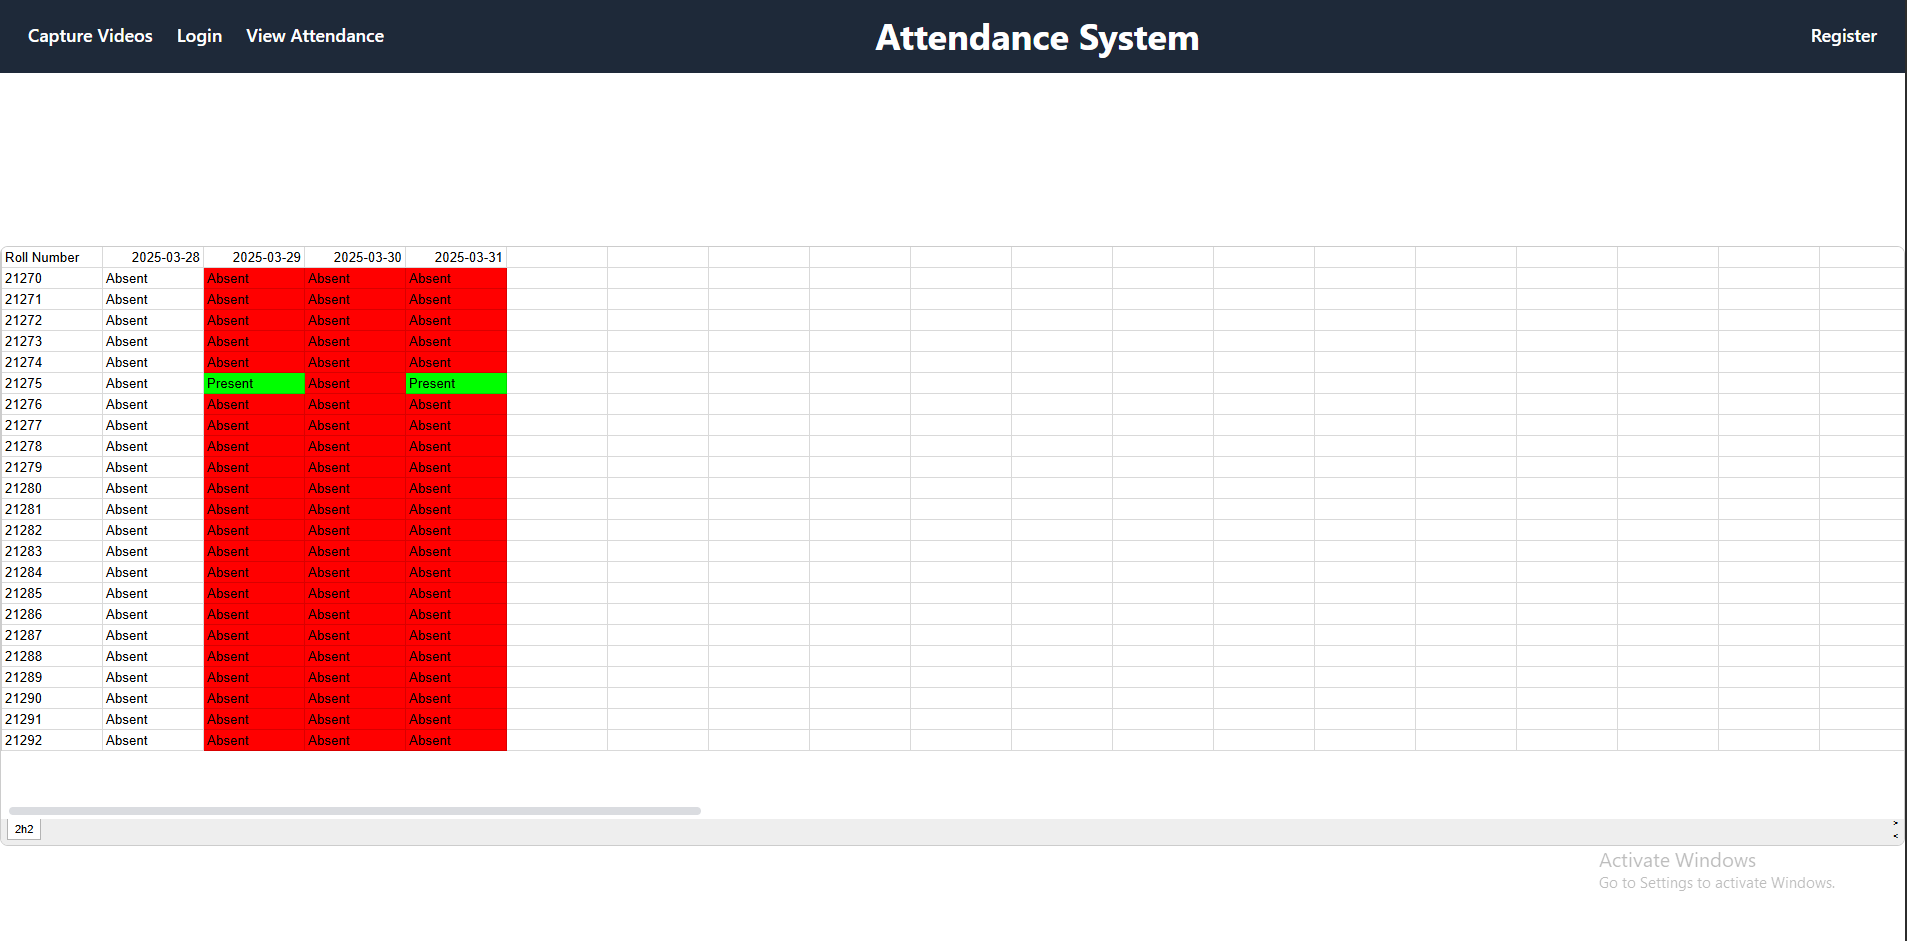 Capture Videos Login View Attendance Attendance System Register
Roll Number 2025-03-28 2025-03-29 2025-03-30 2025-03-31
21270 Absent Absent Absent Absent
21271 Absent Absent Absent Absent
21272 Absent Absent Absent Absent
21273 Absent Absent Absent Absent
21274 Absent Absent Absent Absent
21275 Absent Present Absent Present
21276 Absent Absent Absent Absent
21277 Absent Absent Absent Absent
21278 Absent Absent Absent Absent
21279 Absent Absent Absent Absent
21280 Absent Absent Absent Absent
21281 Absent Absent Absent Absent
21282 Absent Absent Absent Absent
21283 Absent Absent Absent Absent
21284 Absent Absent Absent Absent
21285 Absent Absent Absent Absent
21286 Absent Absent Absent Absent
21287 Absent Absent Absent Absent
21288 Absent Absent Absent Absent
21289 Absent Absent Absent Absent
21290 Absent Absent Absent Absent
21291 Absent Absent Absent Absent
21292 Absent Absent Absent Absent
2h2
Activate Windows
Go to Settings to activate Windows.